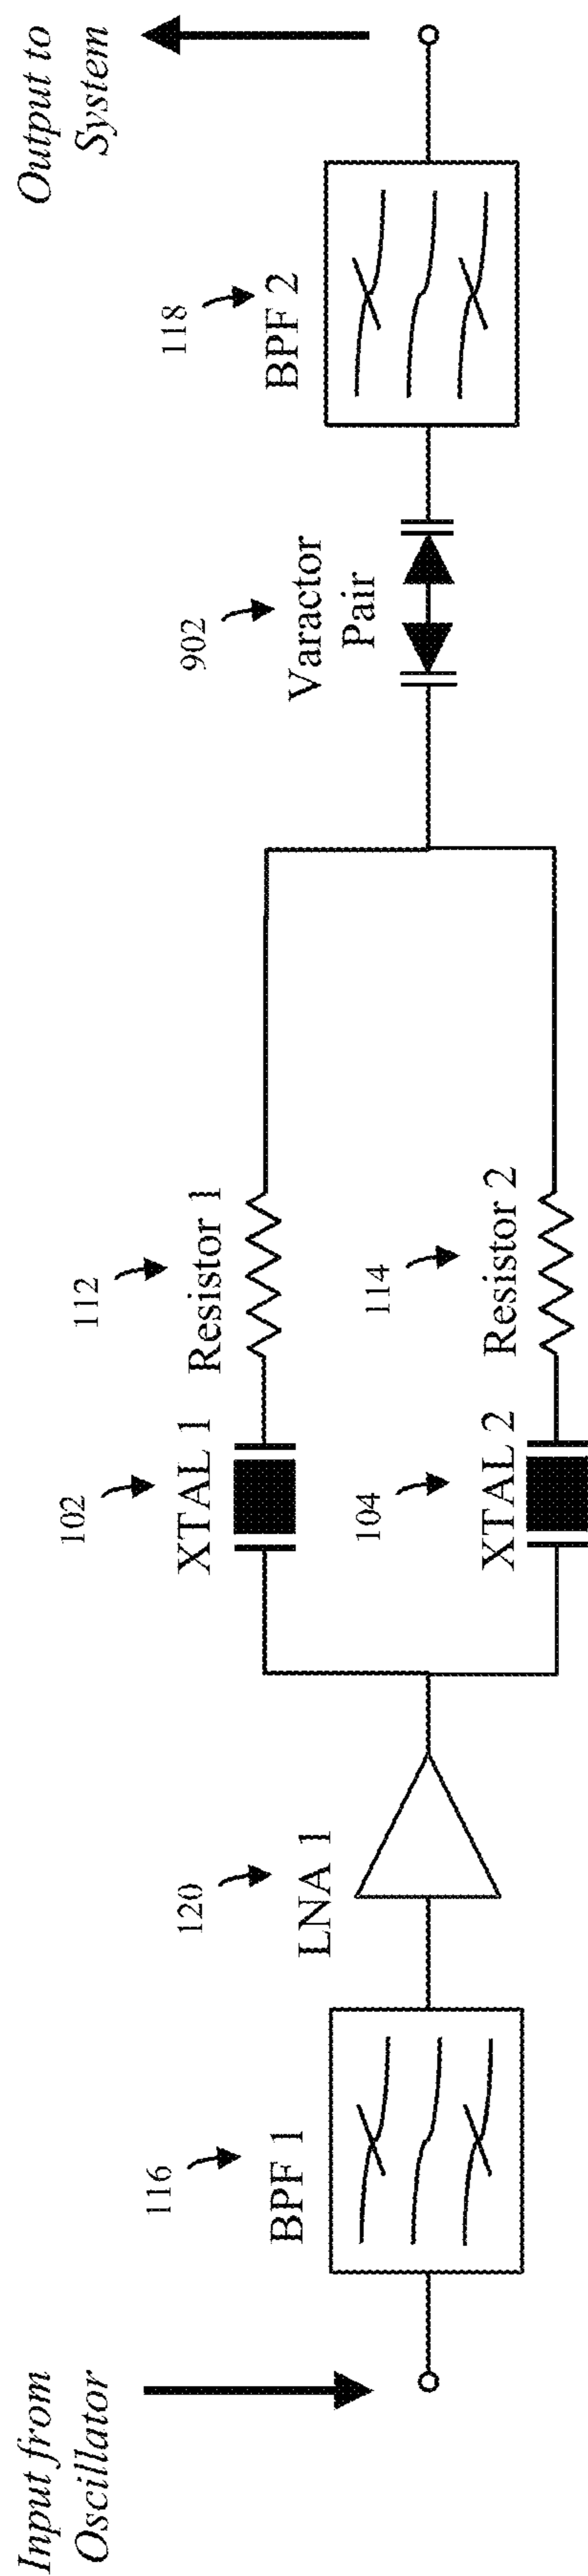 Input from
Oscillator
116
BPF 1
120
LNA 1
102
XTAL 1
112
Resistor 1
104
XTAL 2
114
Resistor 2
902
Varactor
Pair
118
BPF 2
Output to
System